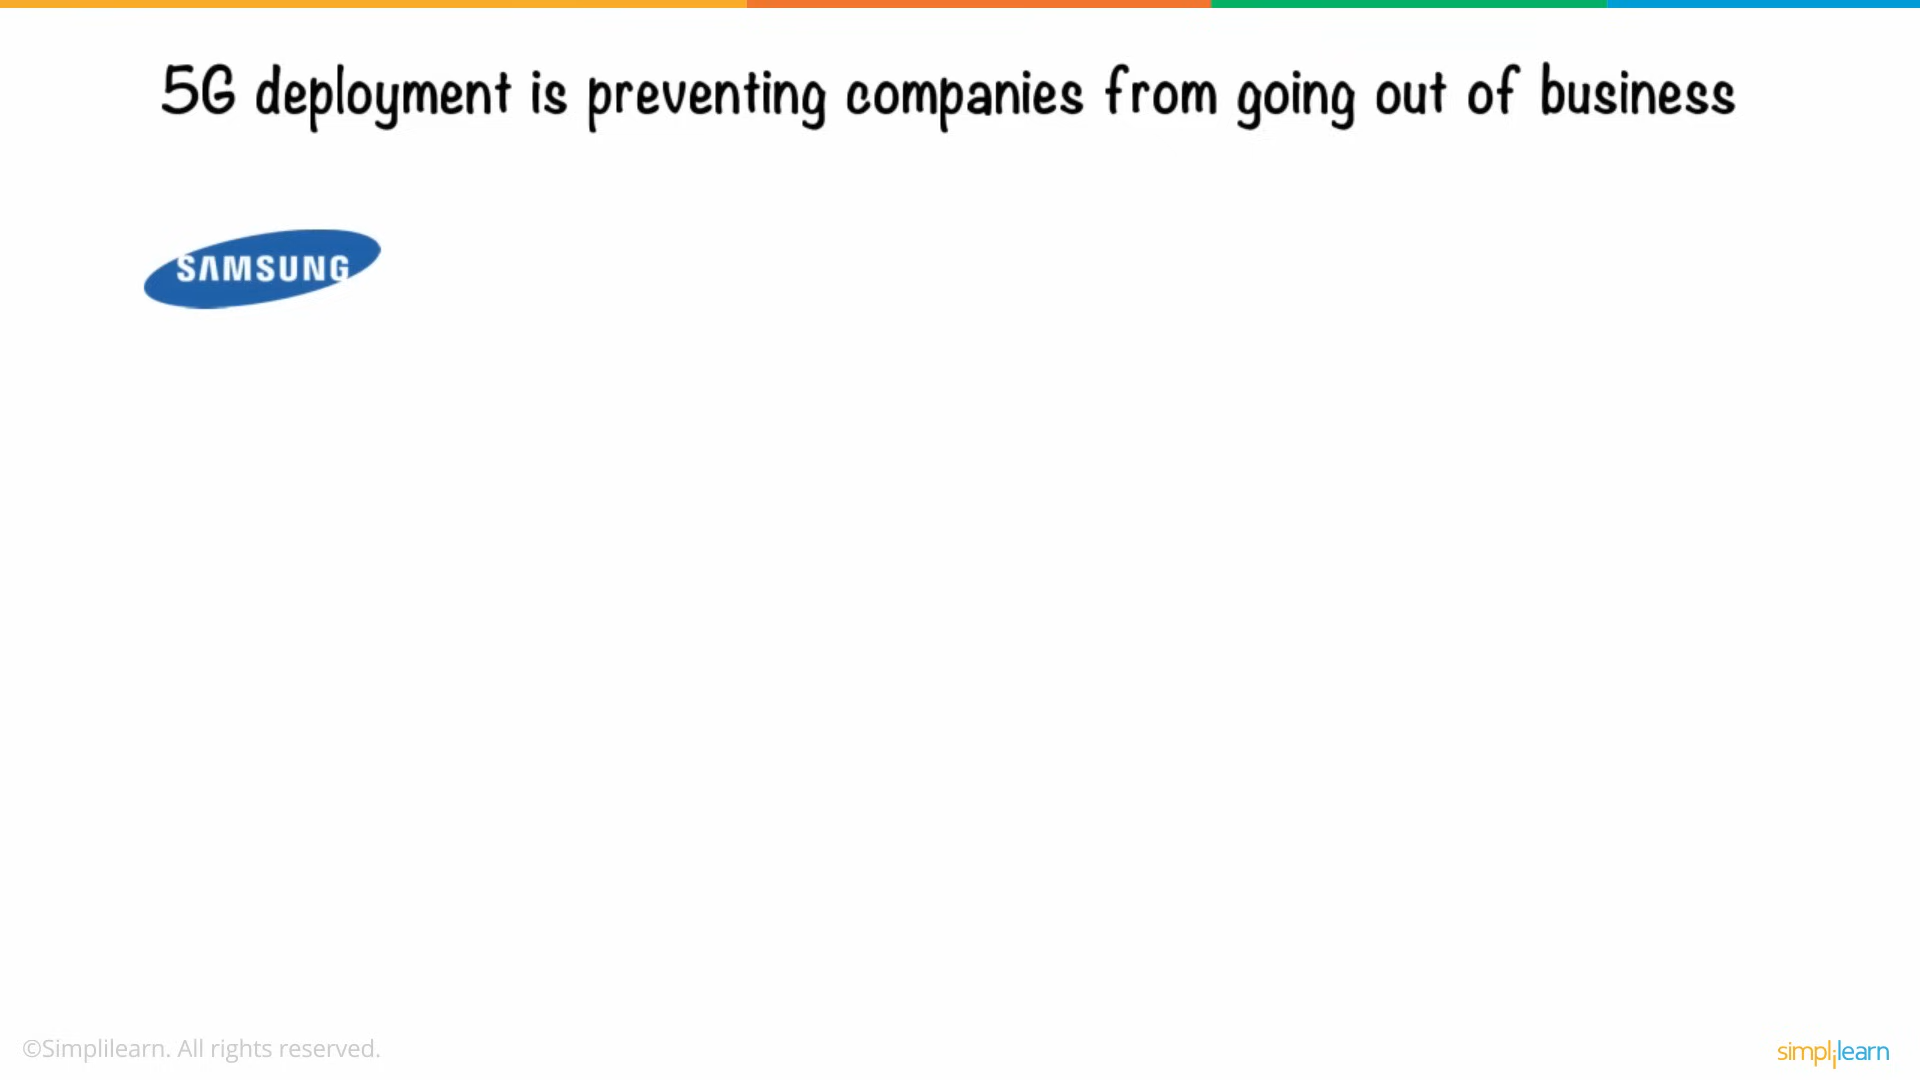 5G deployment is preventing companies from going out of business
SAMSUNG
©Simplilearn. All rights reserved.
simplilearn